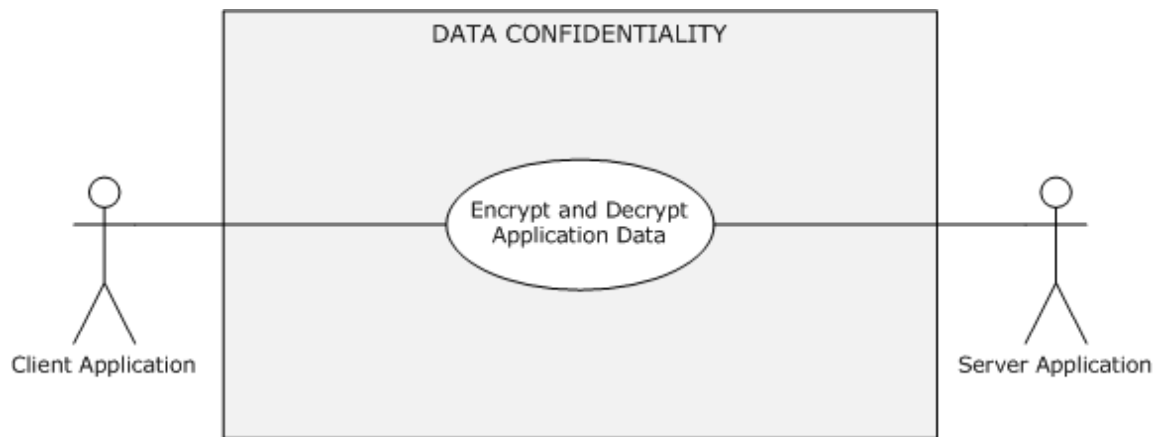 DATA CONFIDENTIALITY
Encrypt and Decrypt
Application Data
Client Application
Server Application